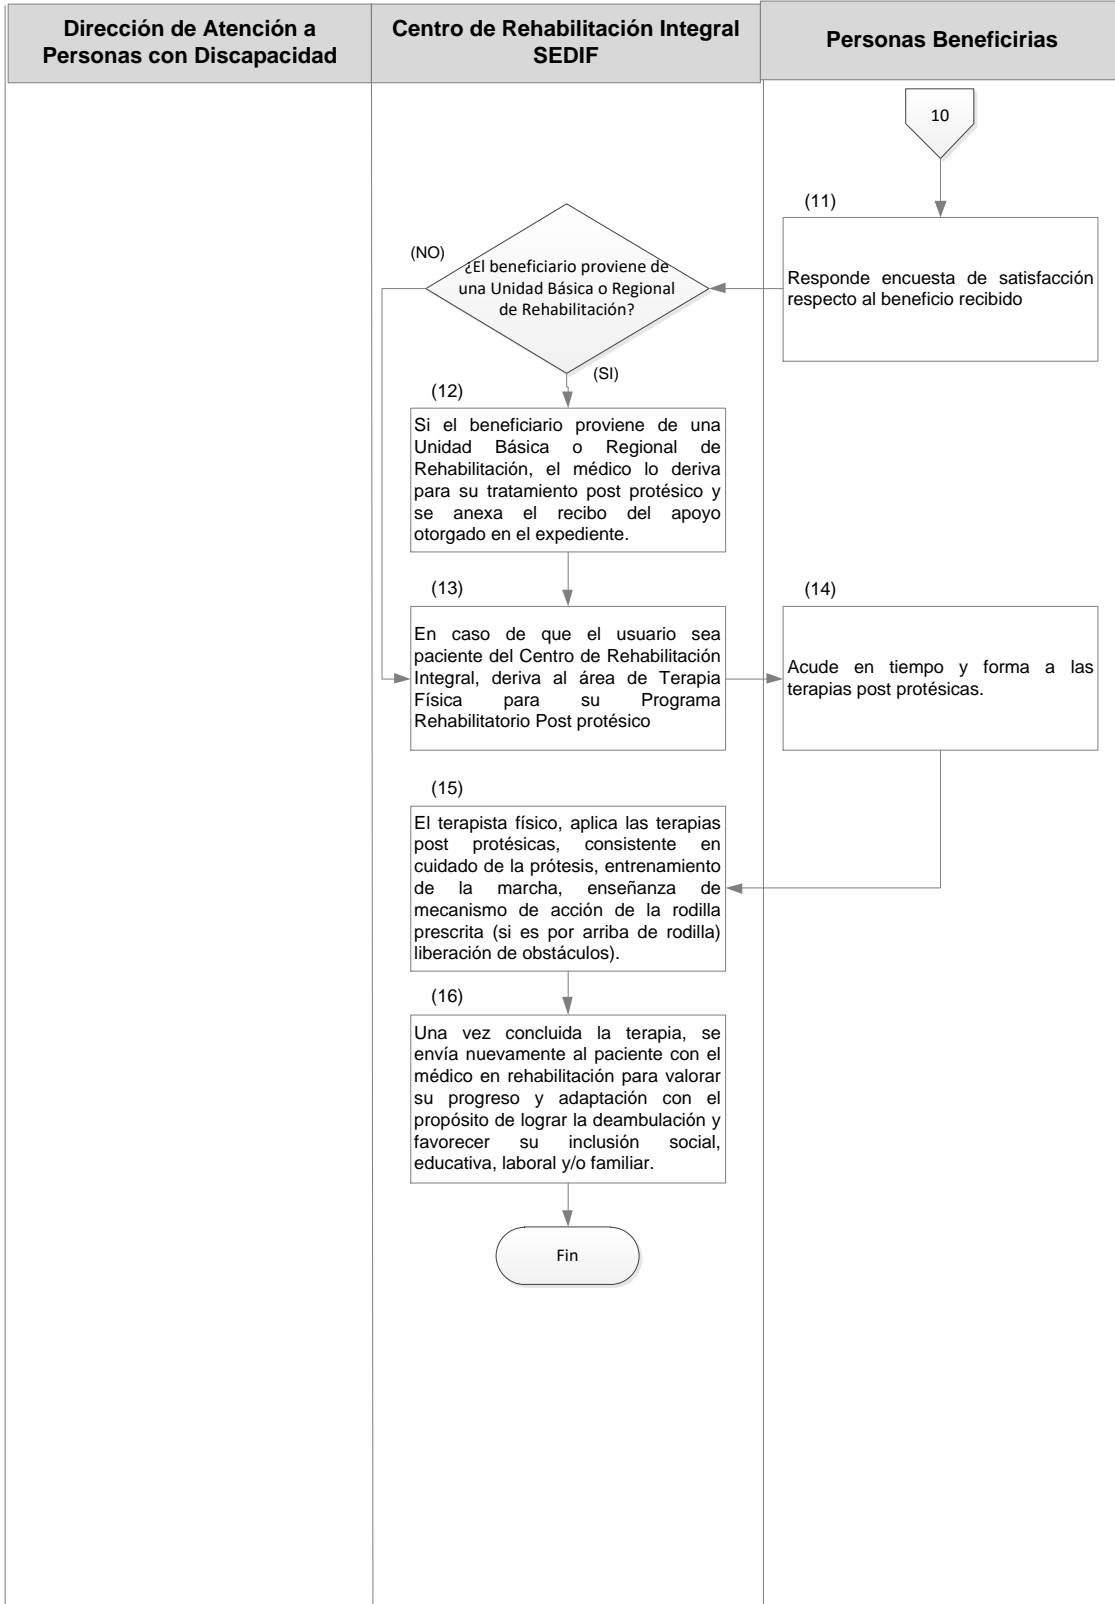 Dirección de Atención a
Personas con Discapacidad
Centro de Rehabilitación Integral
SEDIF
Personas Beneficirias
10
(11)
Responde encuesta de satisfacción
respecto al beneficio recibido
(NO)
¿El beneficiario proviene de
una Unidad Básica o Regional
de Rehabilitación?
(SI)
(12)
Si el beneficiario proviene de una
Unidad Básica o Regional de
Rehabilitación, el médico lo deriva
para su tratamiento post protésico y
se anexa el recibo del apoyo
otorgado en el expediente.
(13)
En caso de que el usuario sea
paciente del Centro de Rehabilitación
Integral, deriva al área de Terapia
Física para su Programa
Rehabilitatorio Post protésico
(14)
Acude en tiempo y forma a las
terapias post protésicas.
(15)
El terapista físico, aplica las terapias
post protésicas, consistente en
cuidado de la prótesis, entrenamiento
de la marcha, enseñanza de
mecanismo de acción de la rodilla
prescrita (si es por arriba de rodilla)
liberación de obstáculos).
(16)
Una vez concluida la terapia, se
envía nuevamente al paciente con el
médico en rehabilitación para valorar
su progreso y adaptación con el
propósito de lograr la deambulación y
favorecer su inclusión social,
educativa, laboral y/o familiar.
Fin